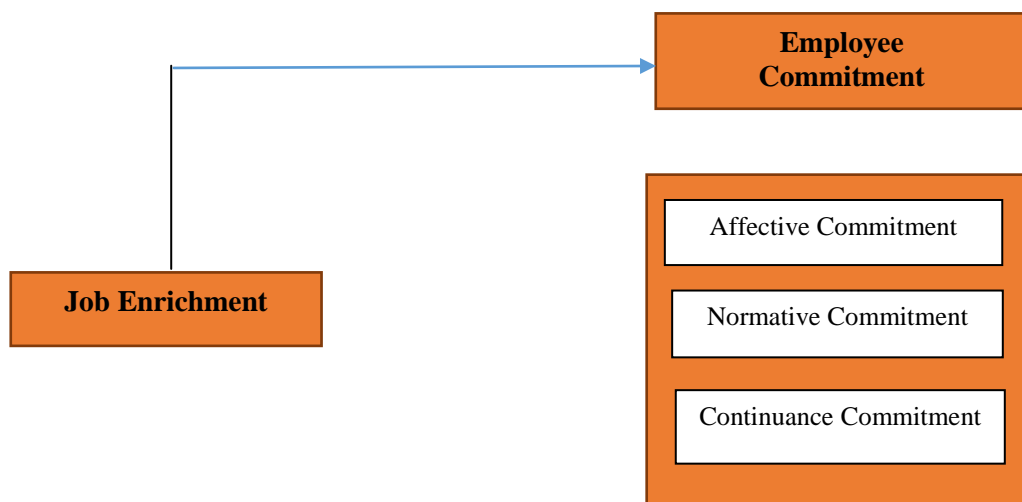 Employee
Commitment
Affective Commitment
Job Enrichment
Normative Commitment
Continuance Commitment